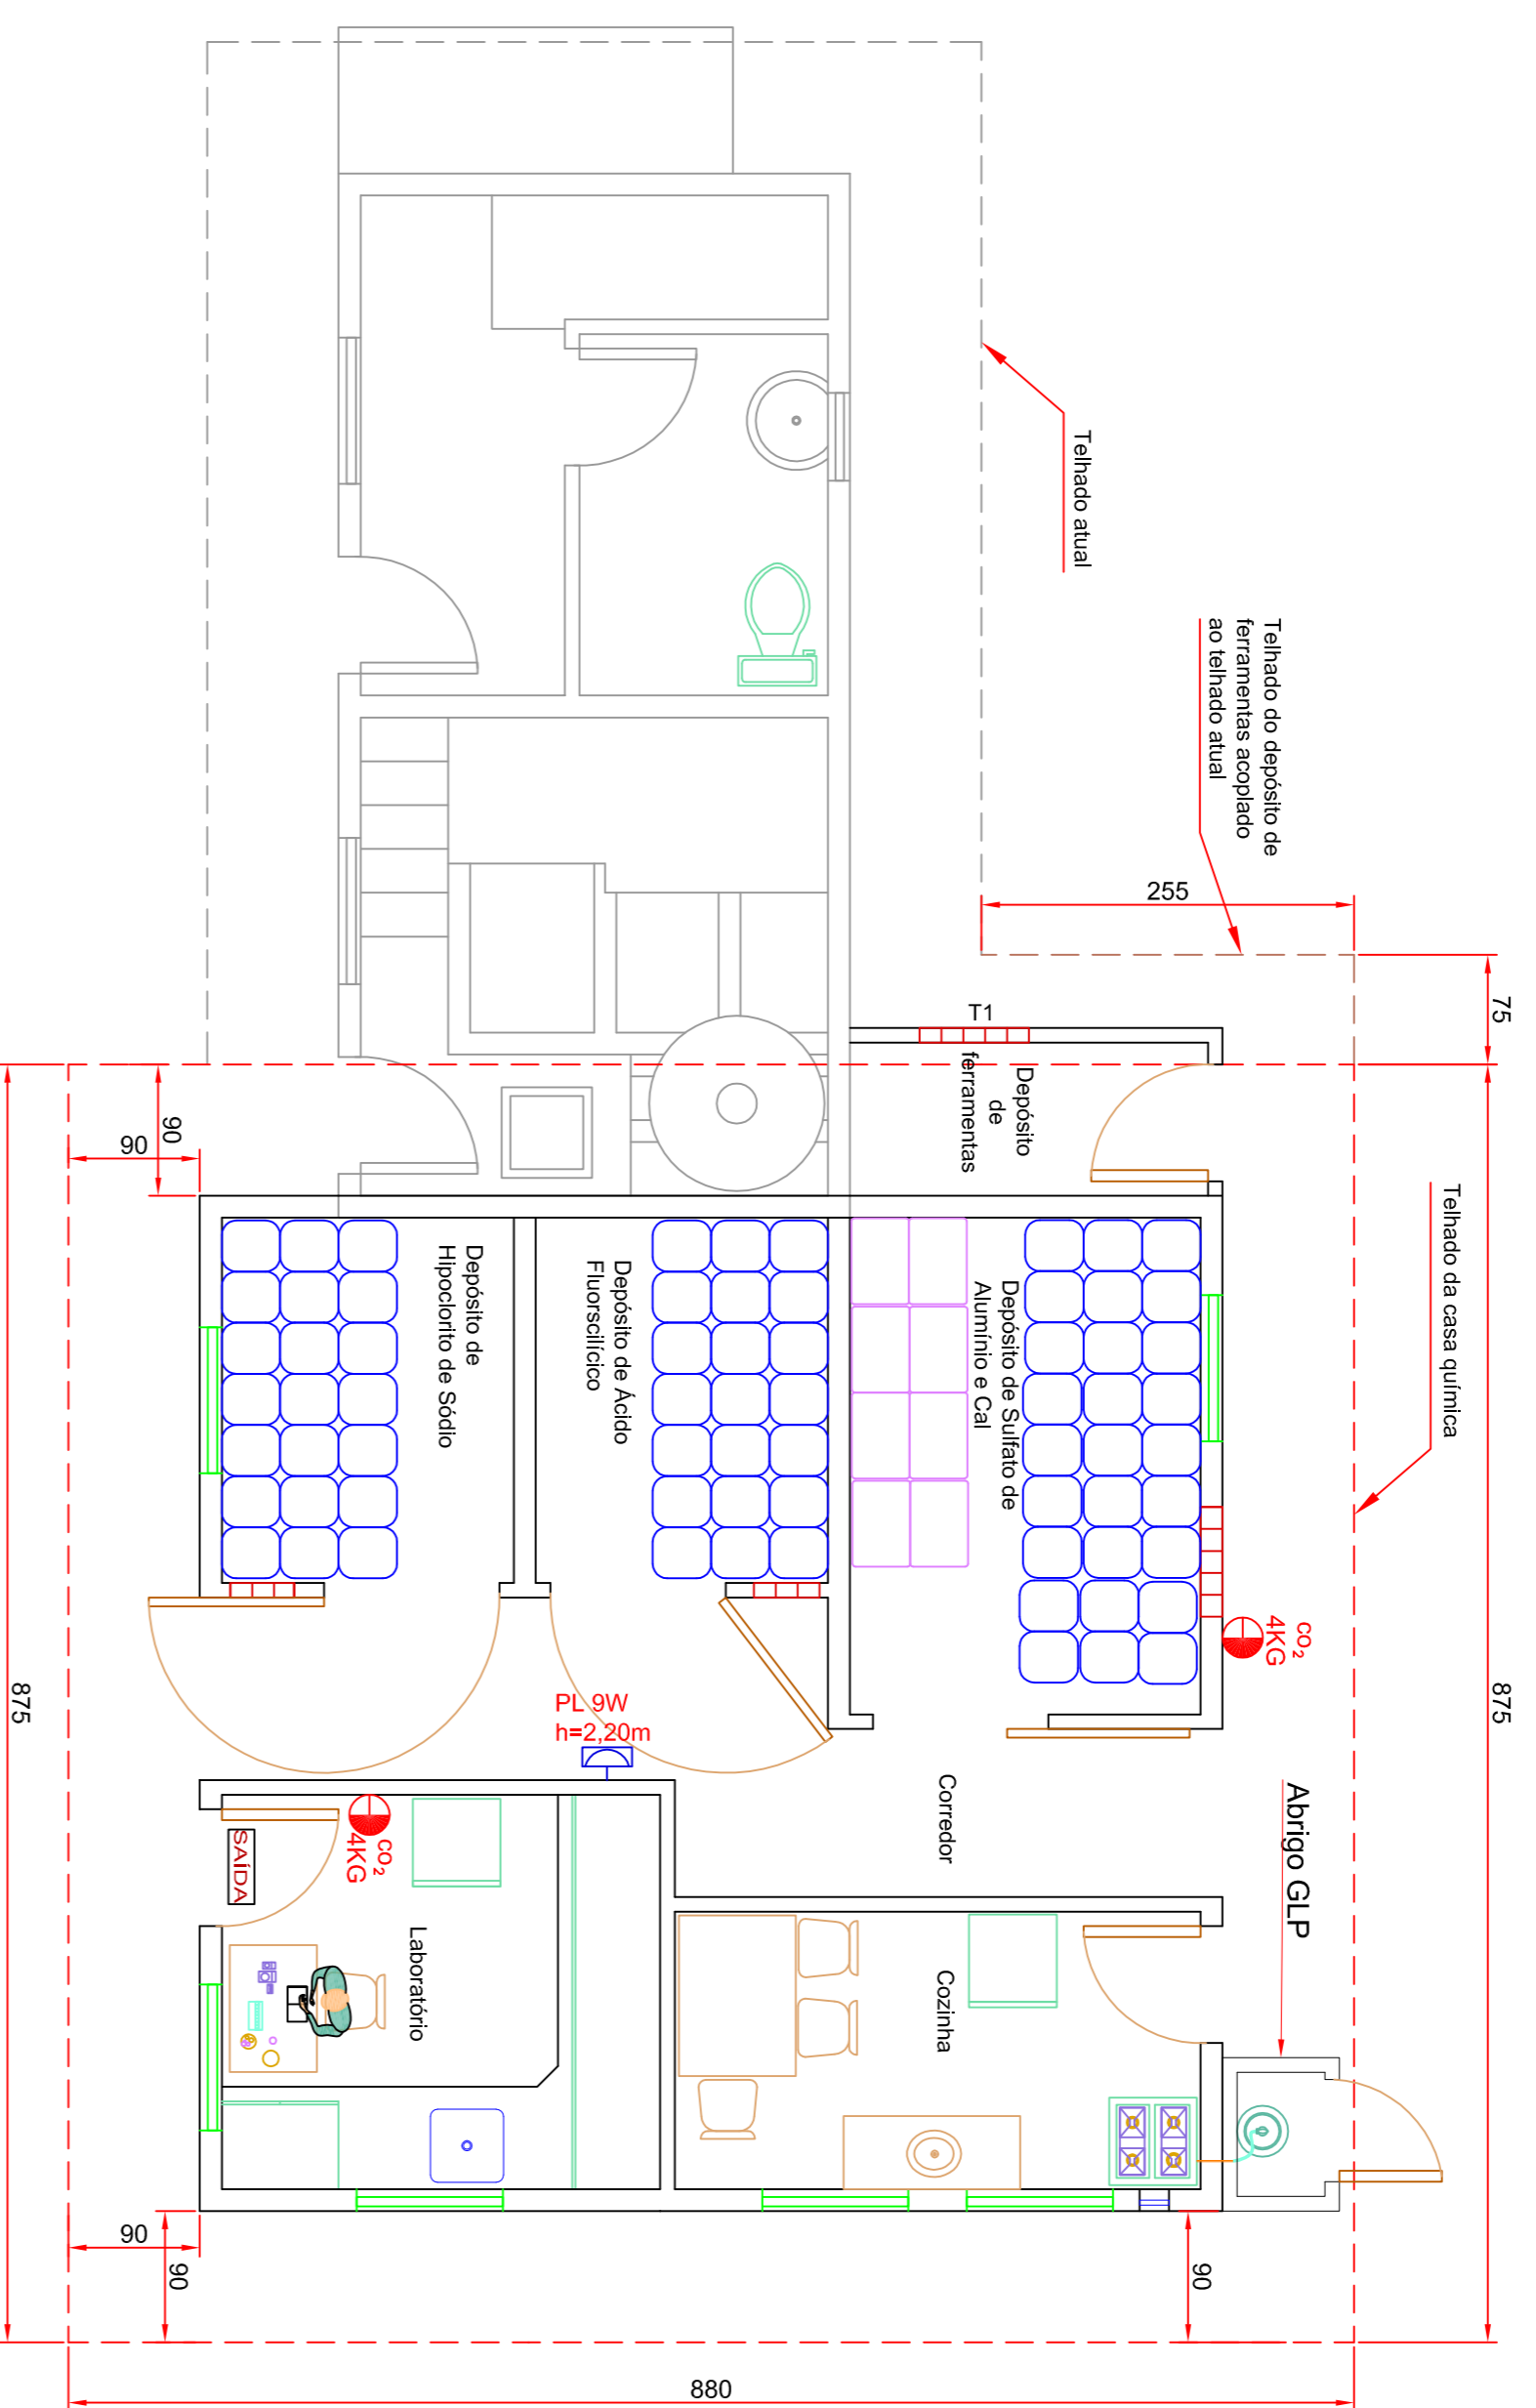 Telhado atual
Telhado do depósito de
ferramentas acoplado
ao telhado atual
255
75
T1
Depósito
de
ferramentas
90
90
Telhado da casa química
Depósito de
Hipoclorito de Sódio
Depósito de Ácido
Fluorscilícico
Depósito de Sulfato de
Alumínio e Cal
CO₂
4KG
875
875
PL 9W
h=2,20m
Corredor
Abrigo GLP
CO₂
4KG
SAÍDA
Laboratório
Cozinha
90
90
90
880